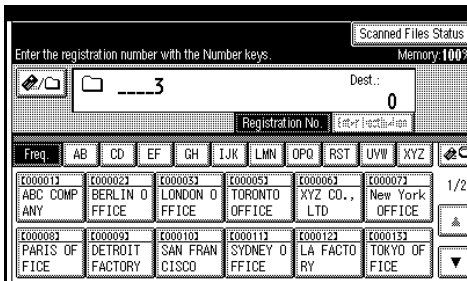 Scanned Files Status
Enter the registration number with the Number keys.
Memory:100%
____3
Dest.:
0
Registration No.
Freq. AB CD EF GH IJK LMN OPQ RST UVW XYZ
[00001] [00002] [00003] [00005] [00006] [00007]
ABC COMP BERLIN O LONDON O TORONTO XYZ CO., New York
ANY FFICE FFICE OFFICE LTD OFFICE
1/2
[00008] [00009] [00010] [00011] [00012] [00013]
PARIS OF DETROIT SAN FRAN SYDNEY O LA FACTO TOKYO OF
FICE FACTORY CISCO FFICE RY FICE